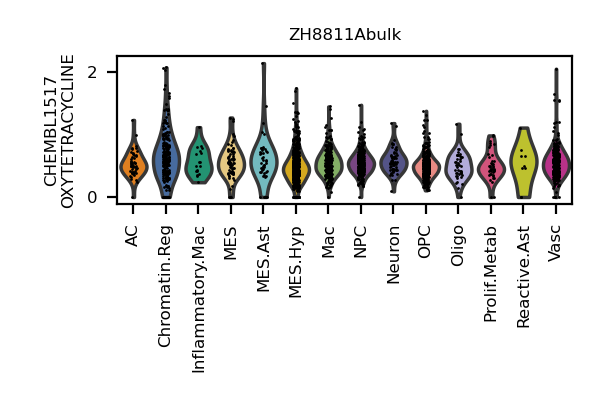 ZH8811Abulk
CHEMBL1517
OXYTETRACYCLINE
2
0
AC
Chromatin.Reg
Inflammatory.Mac
MES
MES.Ast
MES.Hyp
Mac
NPC
Neuron
OPC
Oligo
Prolif.Metab
Reactive.Ast
Vasc